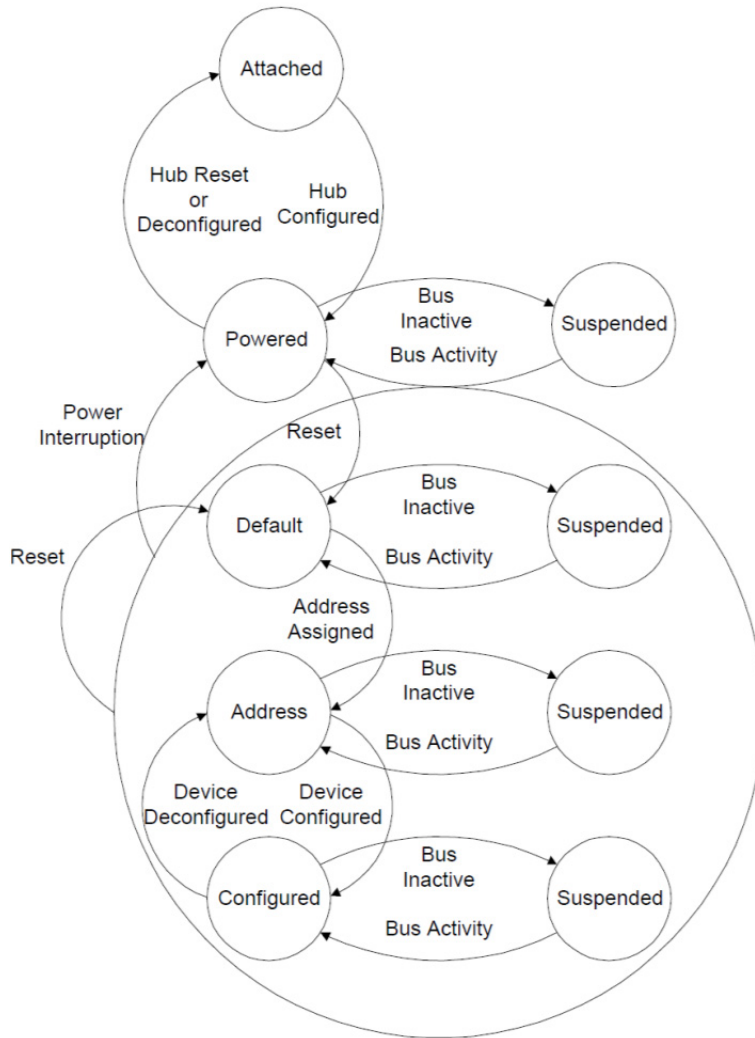 Attached
Hub Reset
or
Deconfigured
Hub
Configured
Powered
Bus
Inactive
Bus Activity
Suspended
Power
Interruption
Reset
Default
Bus
Inactive
Bus Activity
Suspended
Reset
Address
Assigned
Address
Bus
Inactive
Bus Activity
Suspended
Device
Deconfigured
Device
Configured
Configured
Bus
Inactive
Bus Activity
Suspended